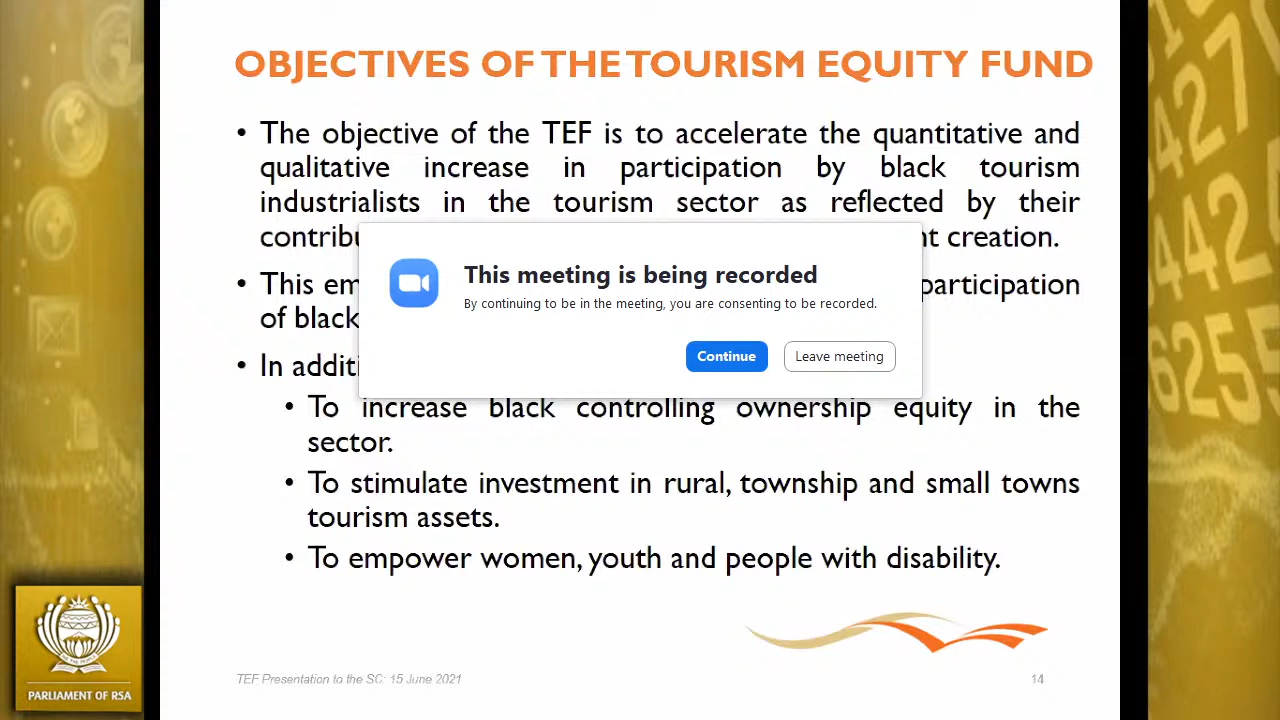 OBJECTIVES OF THE TOURISM EQUITY FUND
• The objective of the TEF is to accelerate the quantitative and
qualitative increase in participation by black tourism
industrialists in the tourism sector as reflected by their
creation.
• This participation
of black
• In
• To increase black controlling ownership equity in the
sector.
• To stimulate investment in rural, township and small towns
tourism assets.
• To empower women, youth and people with disability.
This meeting is being recorded
By continuing to be in the meeting, you are consenting to be recorded.
Continue
Leave meeting
TEF Presentation to the SC: 15 June 2021
14
PARLIAMENT OF RSA
427
4420
6255